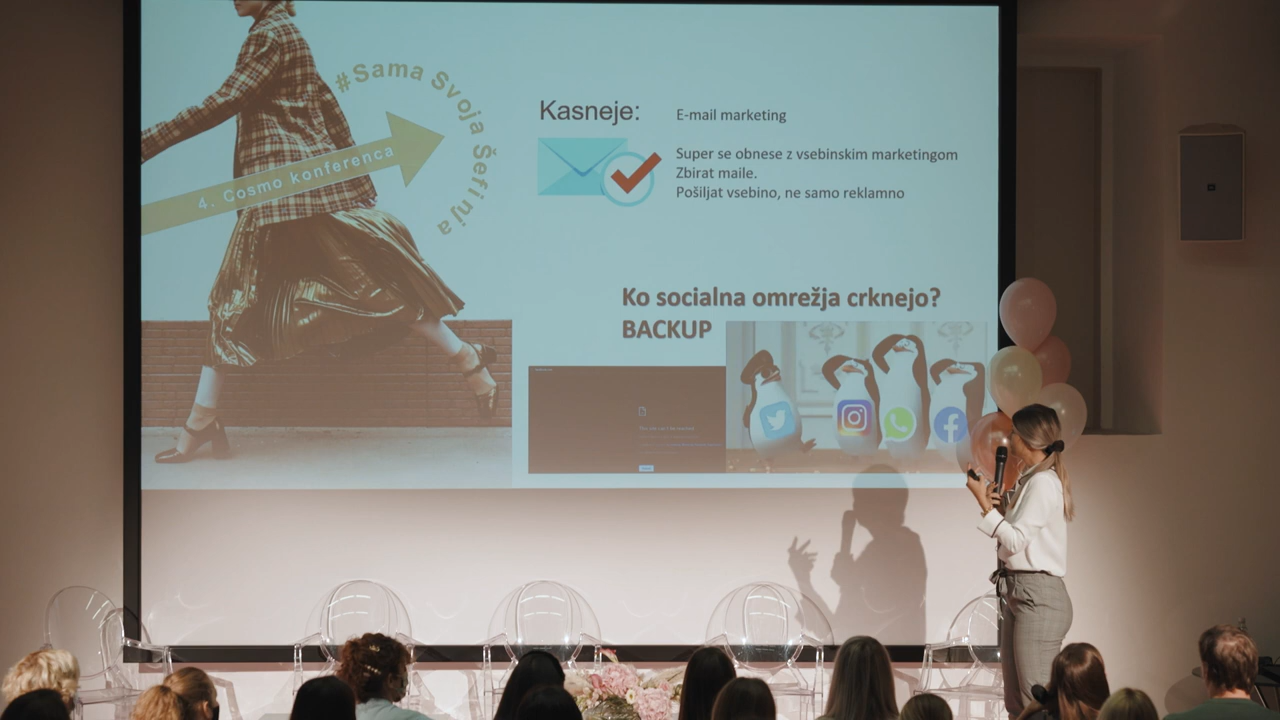 #Sama Svoja Šefinja
4. Cosmo konferenca
Kasneje:
E-mail marketing
Super se obnese z vsebinskim marketingom
Zbirat maile.
Pošiljat vsebino, ne samo reklamno
Ko socialna omrežja crknejo?
BACKUP